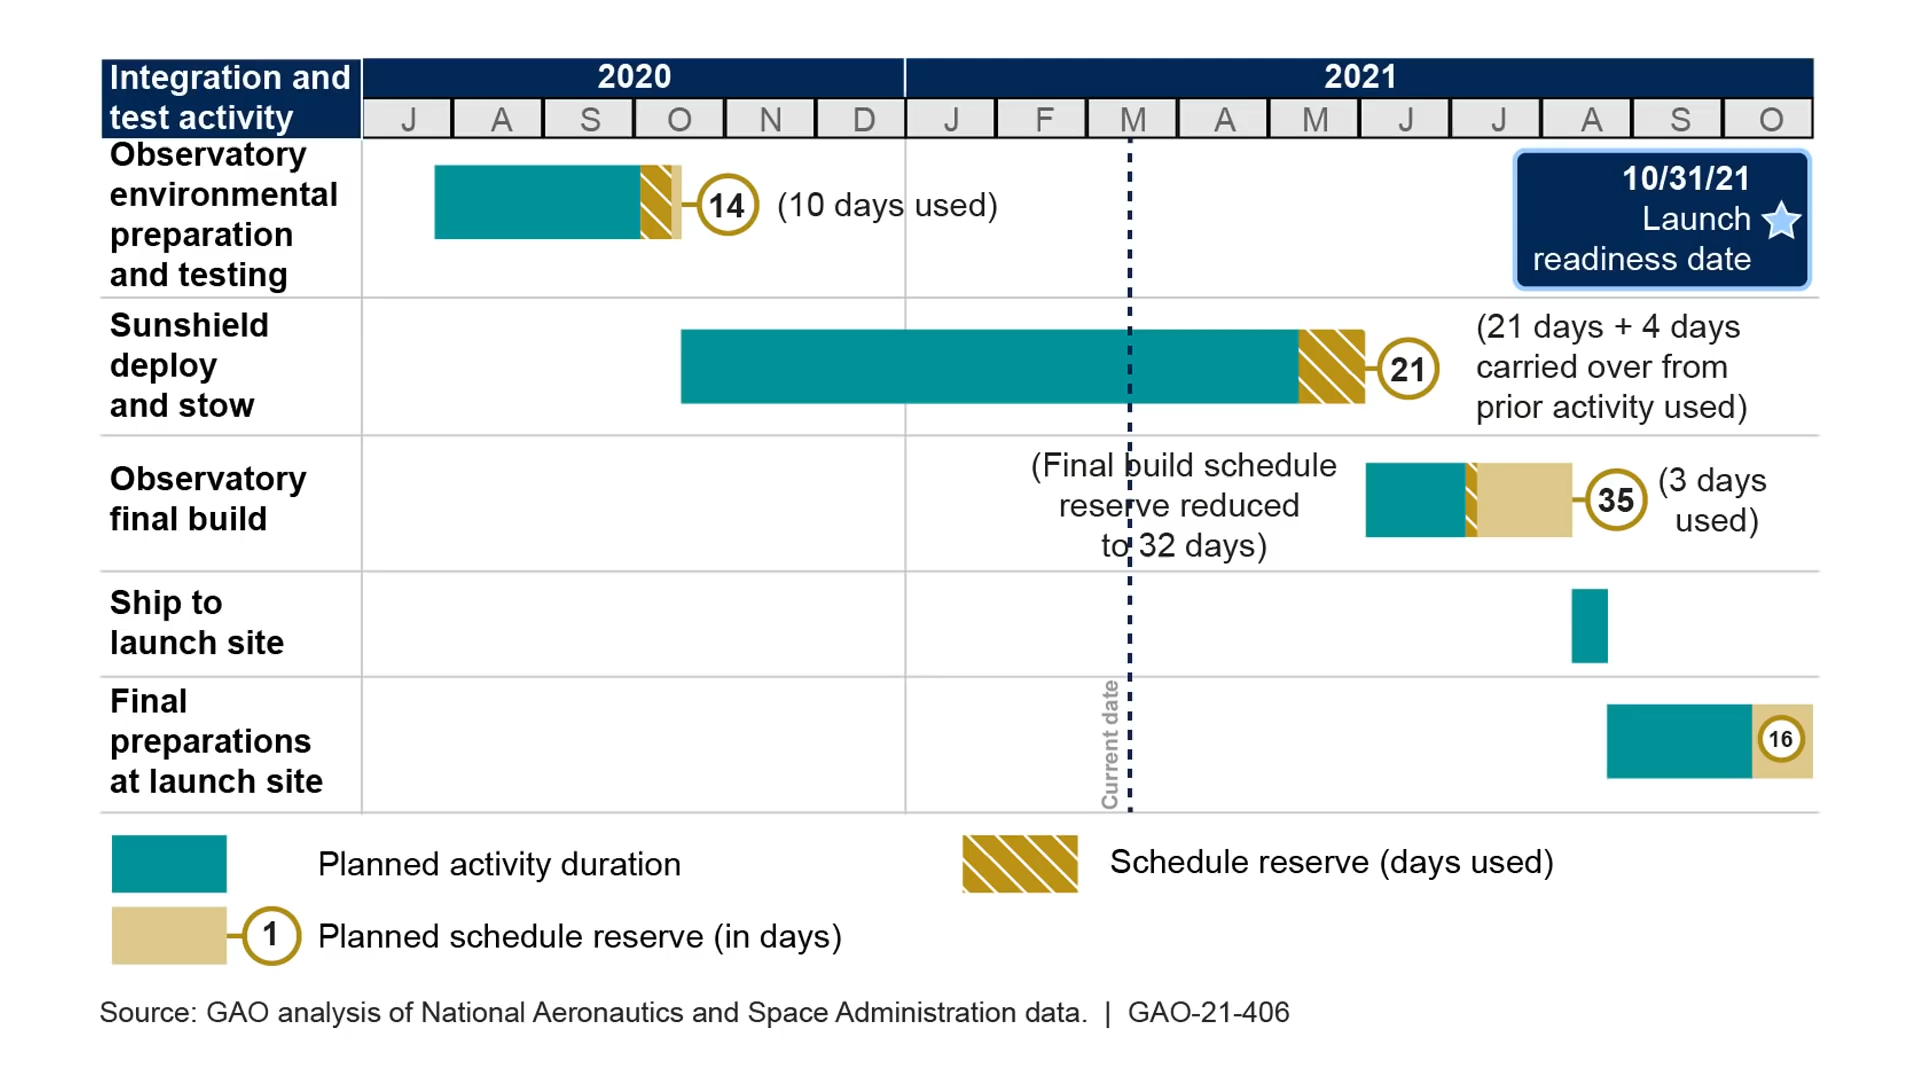 Integration and
test activity
2020
2021
J A S O N D J F M A M J J A S O
Observatory
environmental
preparation
and testing
14
(10 days used)
10/31/21
Launch
readiness date
Sunshield
deploy
and stow
21
(21 days + 4 days
carried over from
prior activity used)
Observatory
final build
(Final build schedule
reserve reduced
to 32 days)
35
(3 days
used)
Ship to
launch site
Final
preparations
at launch site
Current date
16
Planned activity duration
Schedule reserve (days used)
1
Planned schedule reserve (in days)
Source: GAO analysis of National Aeronautics and Space Administration data. | GAO-21-406